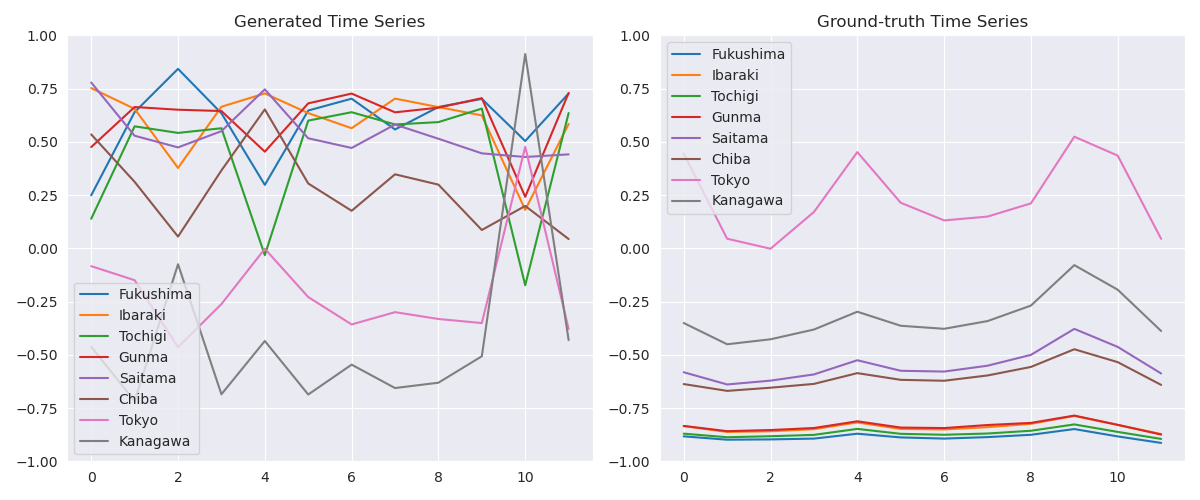 Generated Time Series
1.00
0.75
0.50
0.25
0.00
−0.25
−0.50
−0.75
−1.00
0 2 4 6 8 10
Fukushima
Ibaraki
Tochigi
Gunma
Saitama
Chiba
Tokyo
Kanagawa
Ground-truth Time Series
1.00
0.75
0.50
0.25
0.00
−0.25
−0.50
−0.75
−1.00
0 2 4 6 8 10
Fukushima
Ibaraki
Tochigi
Gunma
Saitama
Chiba
Tokyo
Kanagawa